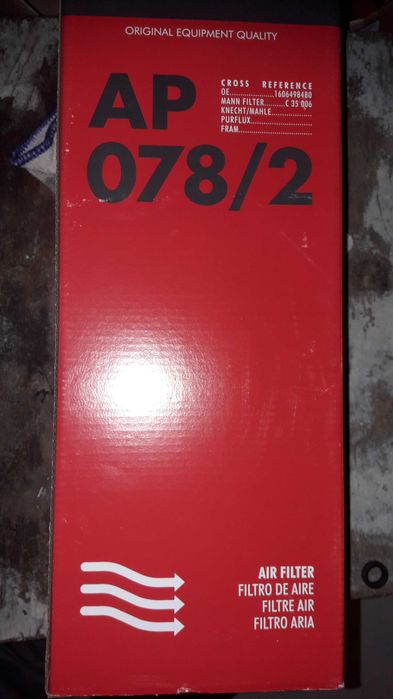 ORIGINAL EQUIPMENT QUALITY
AP
078/2
CROSS REFERENCE
OE....................1606498480
MANN FILTER.........C 35 006
KNECHT/MAHLE..................
PURFLUX...........................
FRAM................................
AIR FILTER
FILTRO DE AIRE
FILTRE AIR
FILTRO ARIA